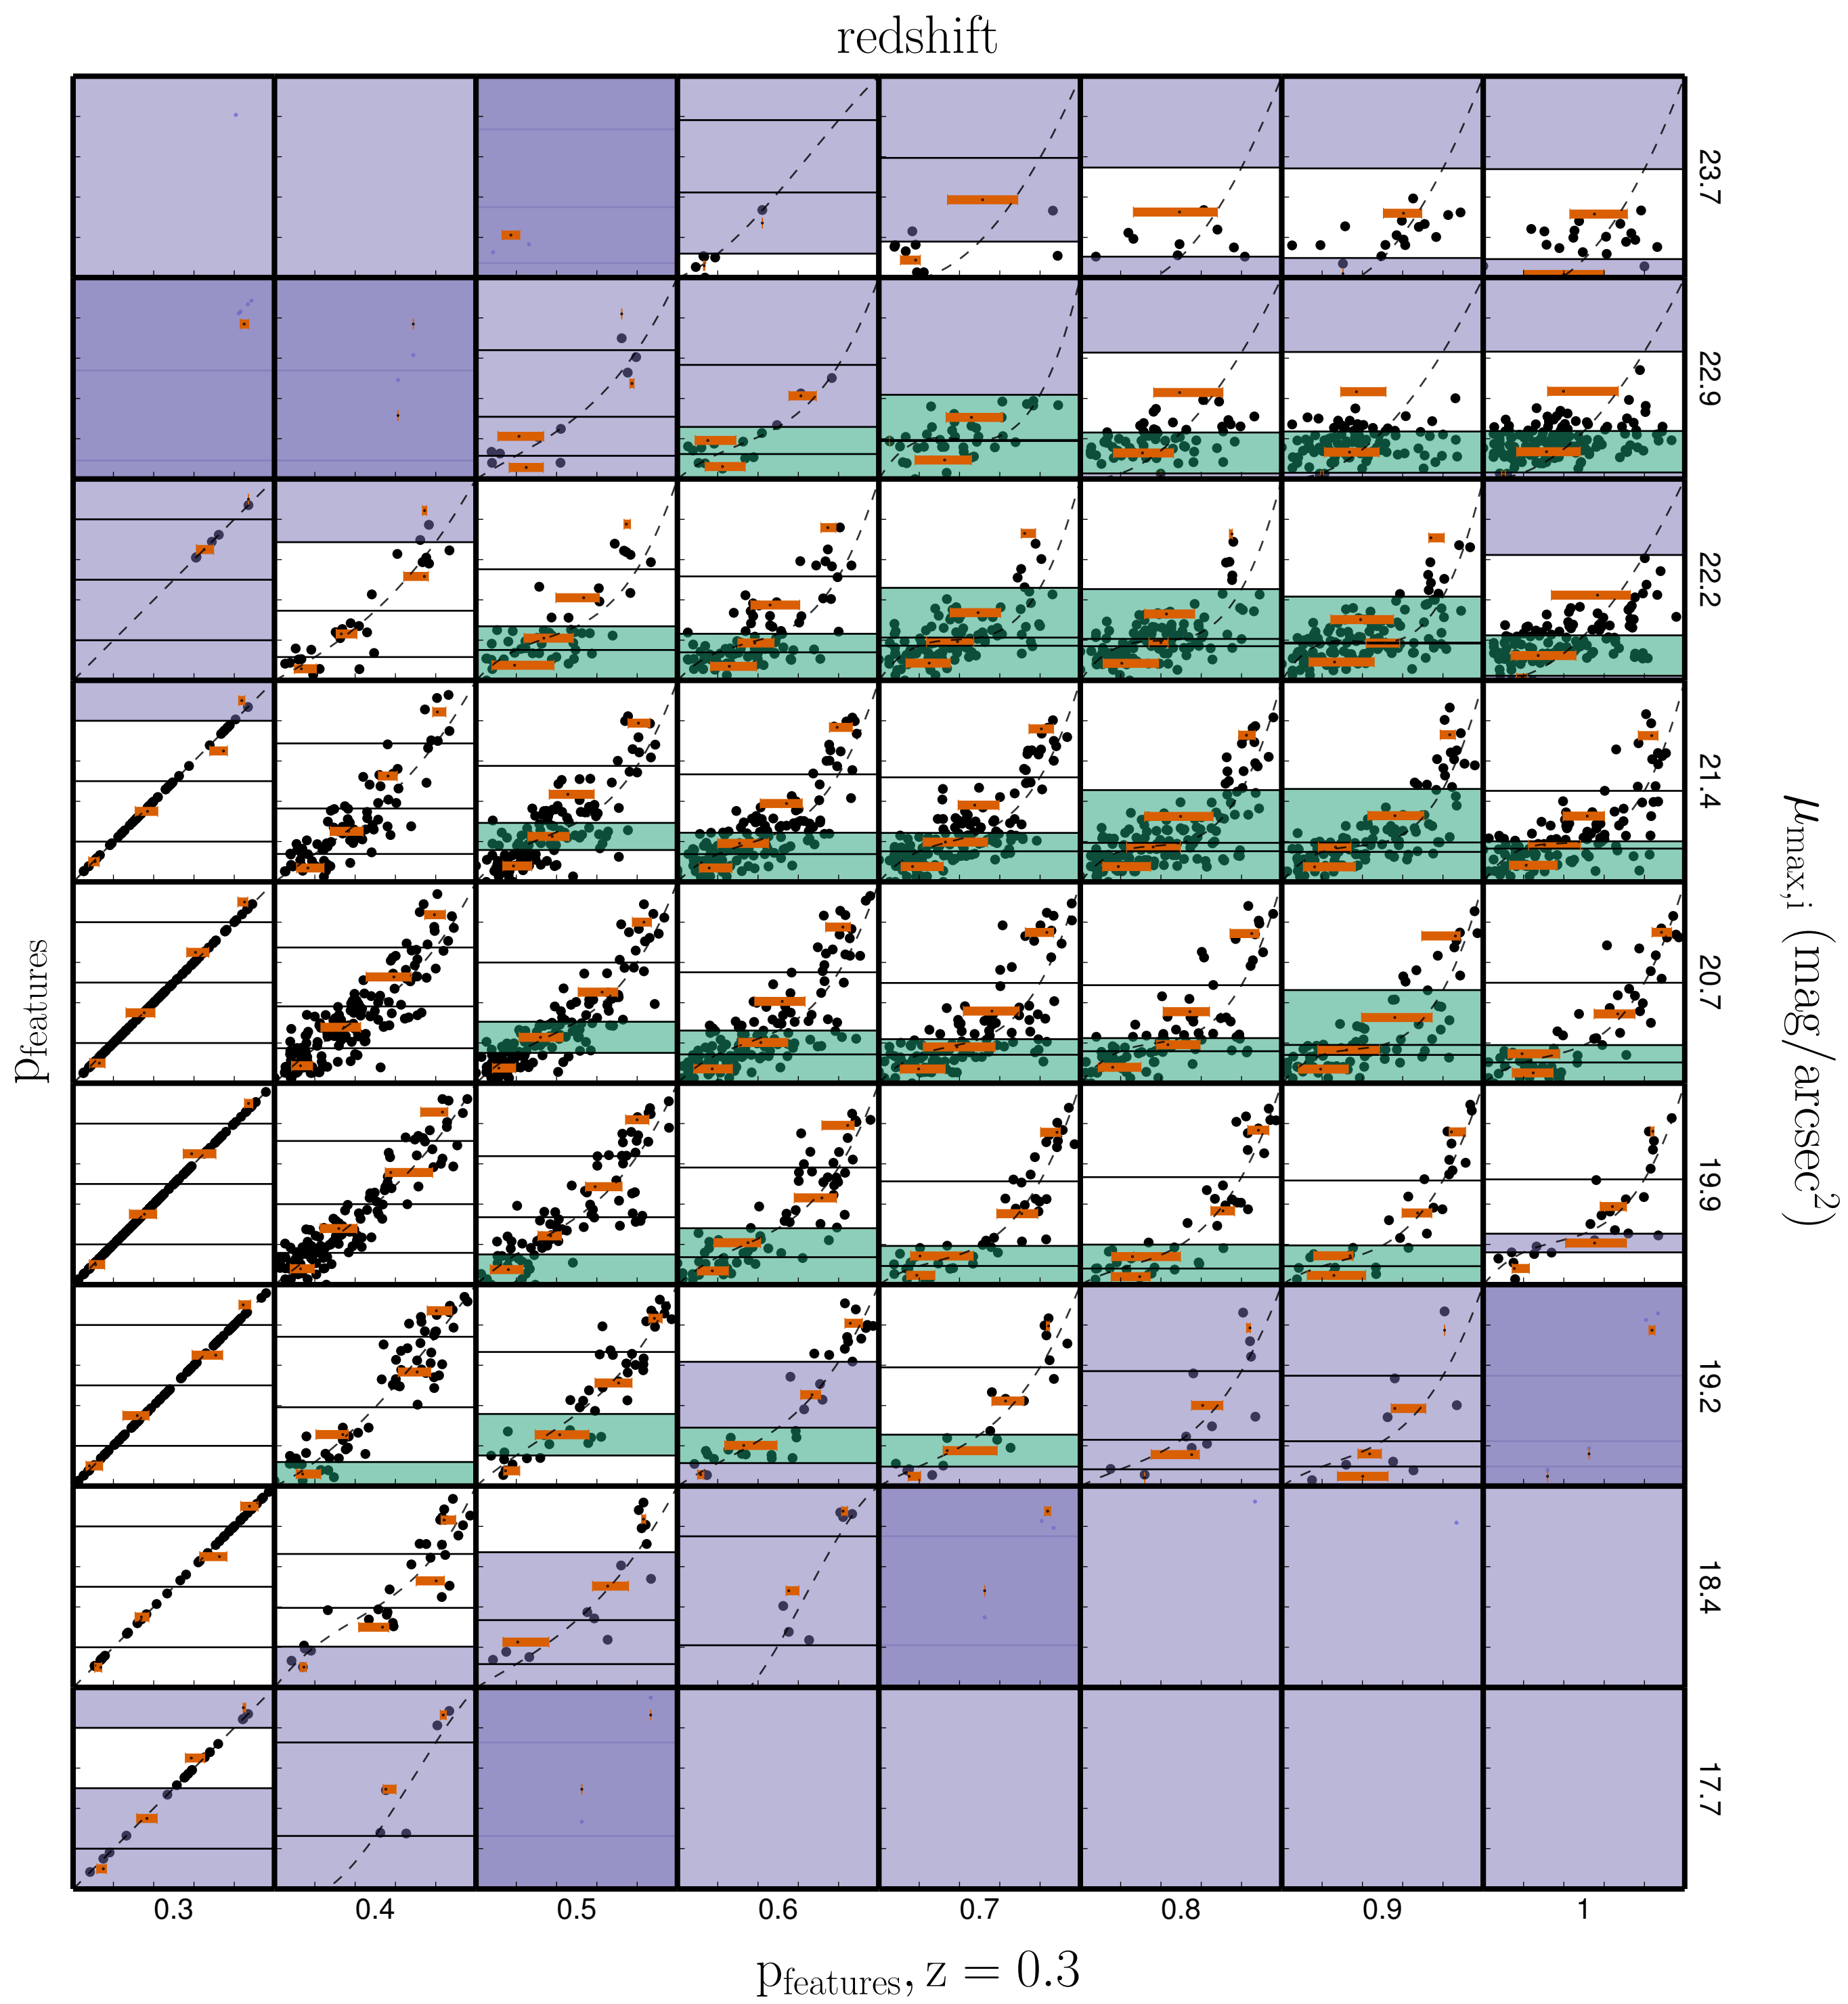 redshift
23.7
22.9
22.2
21.4
20.7
19.9
19.2
18.4
17.7
μmax,i (mag/arcsec²)
pfeatures
0.3 0.4 0.5 0.6 0.7 0.8 0.9 1
pfeatures, z = 0.3